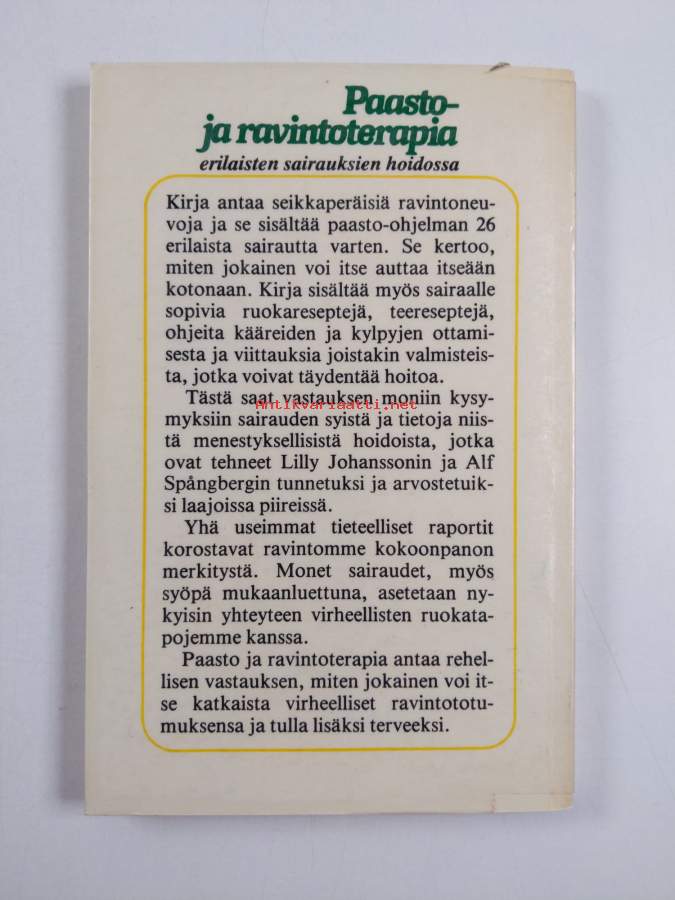 Paasto-
ja ravintoterapia
erilaisten sairauksien hoidossa
Kirja antaa seikkaperäisiä ravintoneu-
voja ja se sisältää paasto-ohjelman 26
erilaista sairautta varten. Se kertoo,
miten jokainen voi itse auttaa itseään
kotonaan. Kirja sisältää myös sairaalle
sopivia ruokareseptejä, teereseptejä,
ohjeita kääreiden ja kylpyjen ottami-
sesta ja viittauksia joistakin valmisteis-
ta, jotka voivat täydentää hoitoa.
Tästä saat vastauksen moniin kysy-
Antikvariaatti.net
myksiin sairauden syistä ja tietoja niis-
tä menestyksellisistä hoidoista, jotka
ovat tehneet Lilly Johanssonin ja Alf
Spångbergin tunnetuksi ja arvostetuik-
si laajoissa piireissä.
Yhä useimmat tieteelliset raportit
korostavat ravintomme kokoonpanon
merkitystä. Monet sairaudet, myös
syöpä mukaanluettuna, asetetaan ny-
kyisin yhteyteen virheellisten ruokata-
pojemme kanssa.
Paasto ja ravintoterapia antaa rehel-
lisen vastauksen, miten jokainen voi it-
se katkaista virheelliset ravintototu-
muksensa ja tulla lisäksi terveeksi.